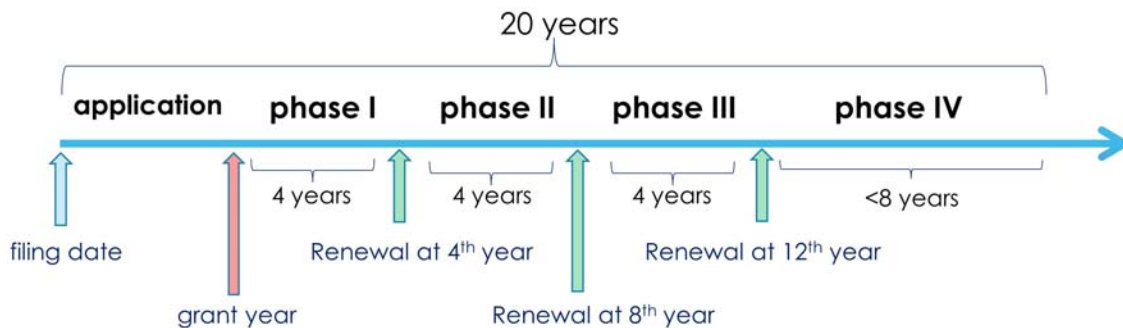 20 years
application phase I phase II phase III phase IV
4 years 4 years 4 years <8 years
filing date Renewal at 4th year Renewal at 12th year
grant year Renewal at 8th year